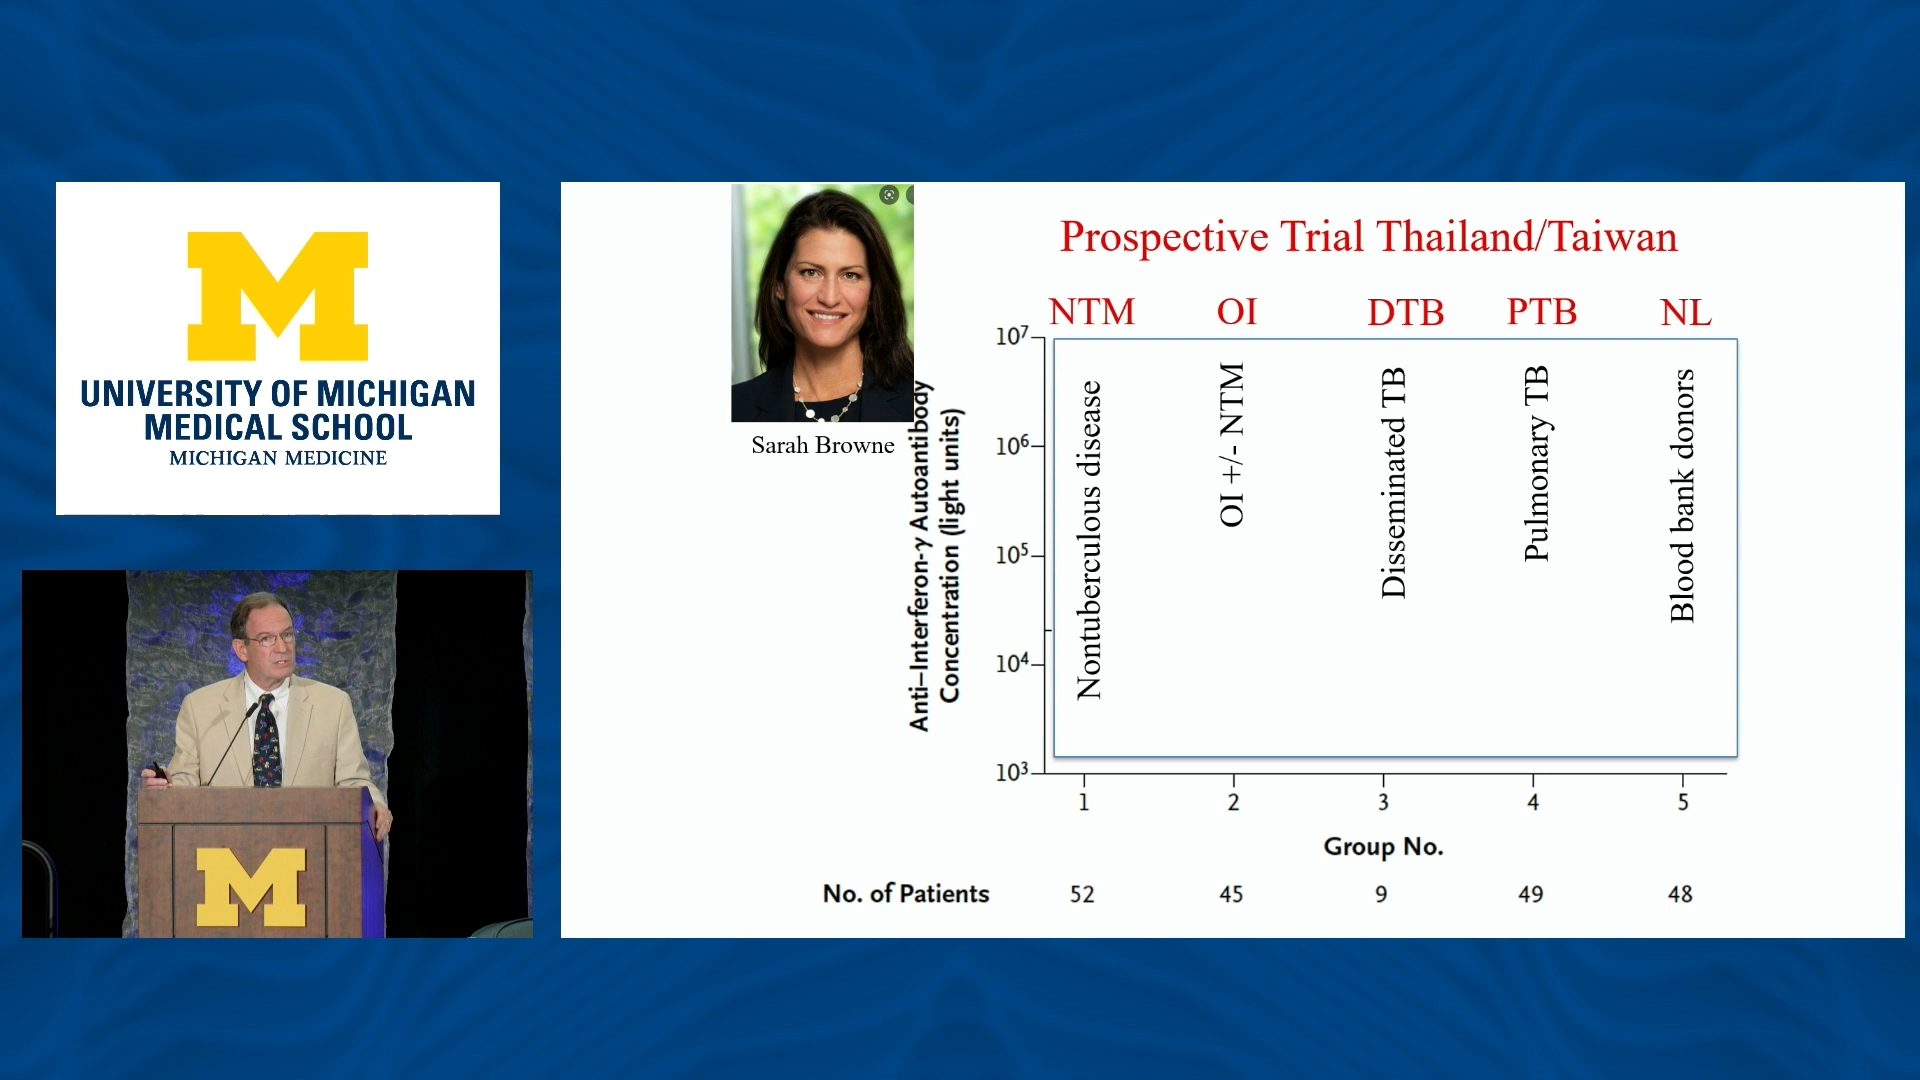 M
UNIVERSITY OF MICHIGAN
MEDICAL SCHOOL
MICHIGAN MEDICINE
M
Sarah Browne
Prospective Trial Thailand/Taiwan
NTM OI DTB PTB NL
Anti–Interferon-γ Autoantibody
Concentration (light units)
10⁷
10⁶
10⁵
10⁴
10³
Nontuberculous disease
OI +/- NTM
Disseminated TB
Pulmonary TB
Blood bank donors
1 2 3 4 5
Group No.
No. of Patients 52 45 9 49 48